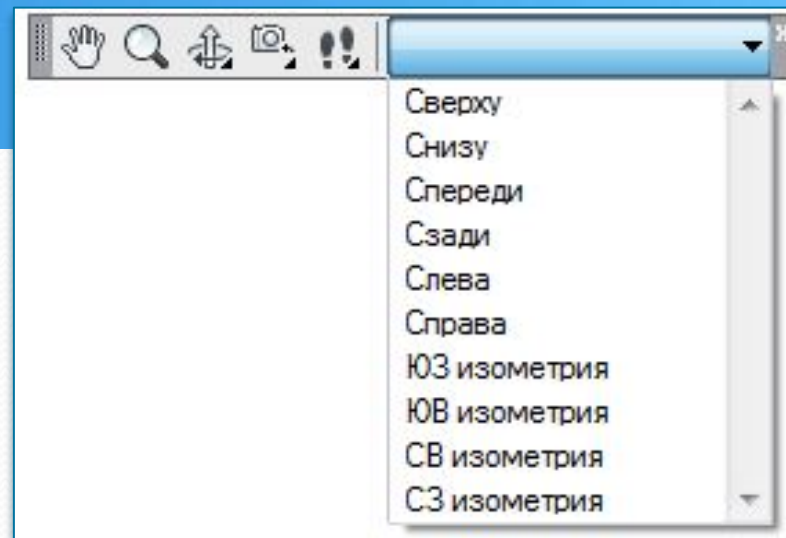 Сверху
Снизу
Спереди
Сзади
Слева
Справа
ЮЗ изометрия
ЮВ изометрия
СВ изометрия
СЗ изометрия